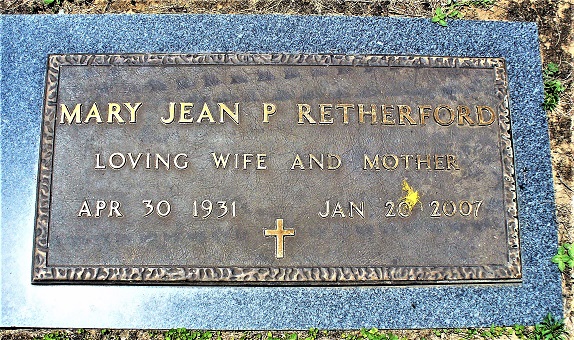 MARY JEAN P RETHERFORD
LOVING WIFE AND MOTHER
APR 30 1931 JAN 20 2007